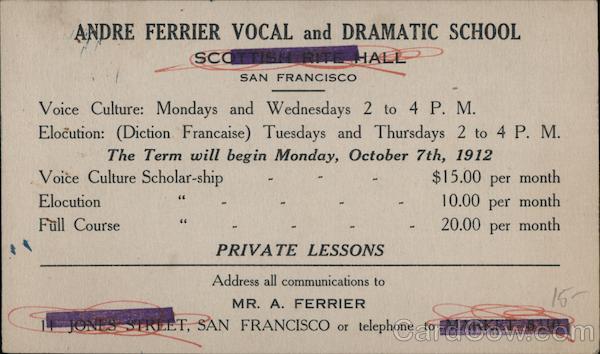 ANDRE FERRIER VOCAL and DRAMATIC SCHOOL
SCOTTISH RITE HALL
SAN FRANCISCO
Voice Culture: Mondays and Wednesdays 2 to 4 P. M.
Elocution: (Diction Francaise) Tuesdays and Thursdays 2 to 4 P. M.
The Term will begin Monday, October 7th, 1912
Voice Culture Scholar-ship - - - $15.00 per month
Elocution " - - - - - 10.00 per month
Full Course " - - - - - 20.00 per month
PRIVATE LESSONS
Address all communications to
MR. A. FERRIER
JONES STREET, SAN FRANCISCO or telephone to MARKET
15-
CardCow.com